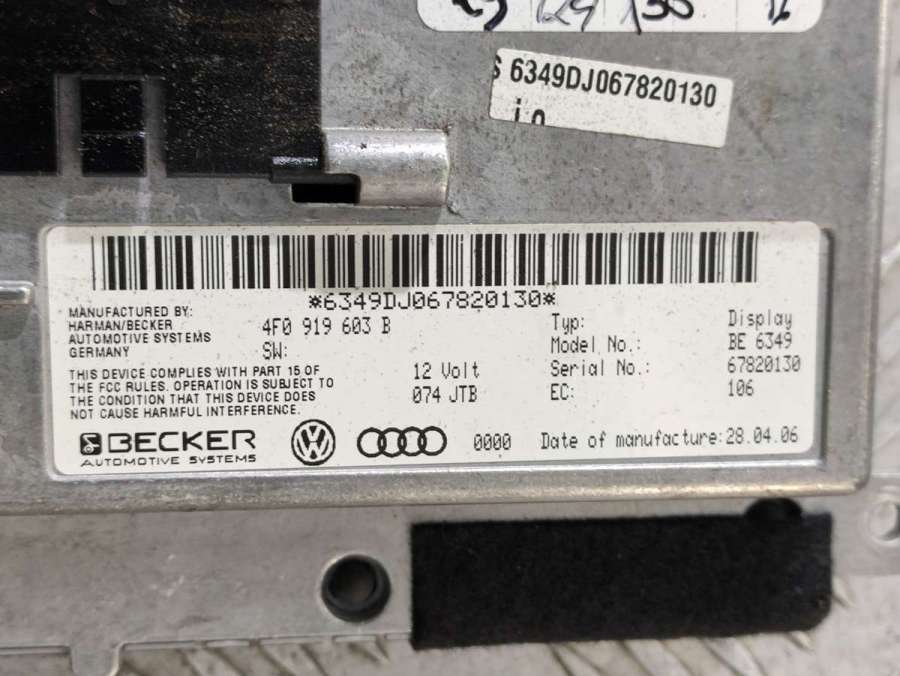 S 6349DJ067820130
*6349DJ067820130*
MANUFACTURED BY:
HARMAN/BECKER
AUTOMOTIVE SYSTEMS
GERMANY
4F0 919 603 B
SW:
Typ: Display
Model No.: BE 6349
Serial No.: 67820130
EC: 106
12 Volt
074 JTB
THIS DEVICE COMPLIES WITH PART 15 OF
THE FCC RULES. OPERATION IS SUBJECT TO
THE CONDITION THAT THIS DEVICE DOES
NOT CAUSE HARMFUL INTERFERENCE.
BECKER
AUTOMOTIVE SYSTEMS
0000
Date of manufacture: 28.04.06